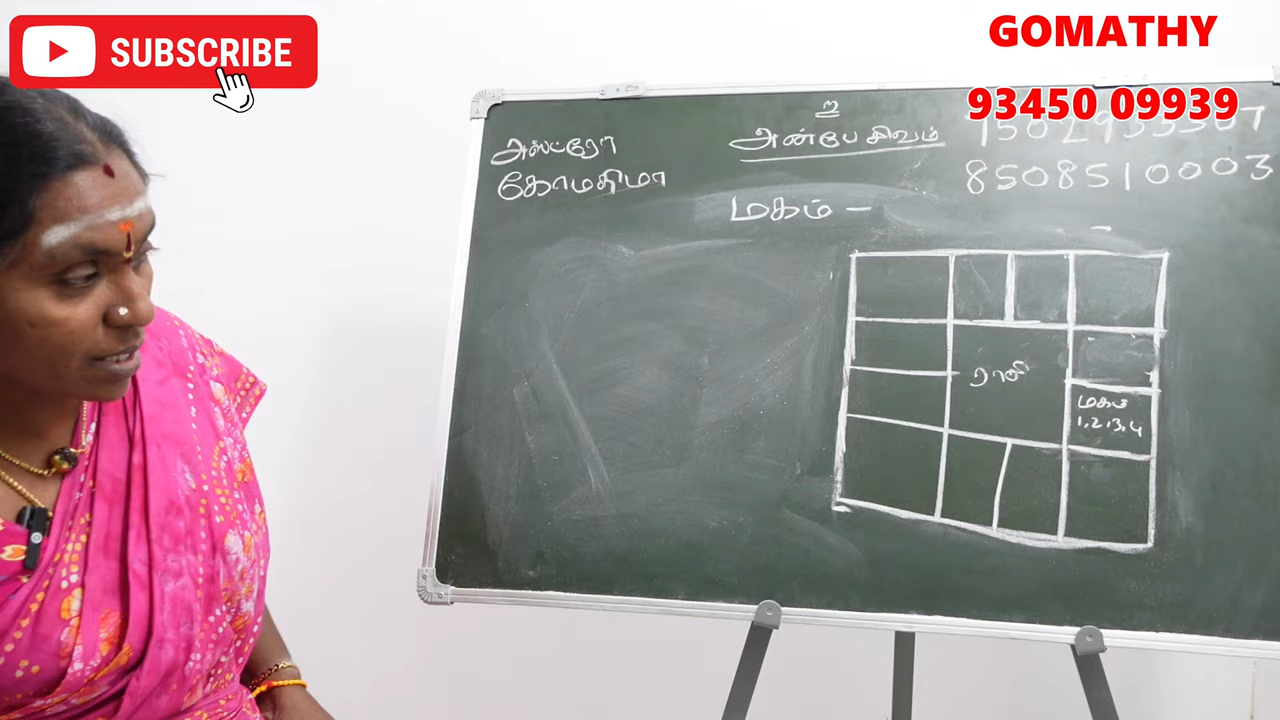 SUBSCRIBE
GOMATHY
93450 09939
உ
அன்பே சிவம்
அஸ்ட்ரோ
கோமதிமா
8508510003
மகம் –
ராசி
மகம்
1,2,3,4